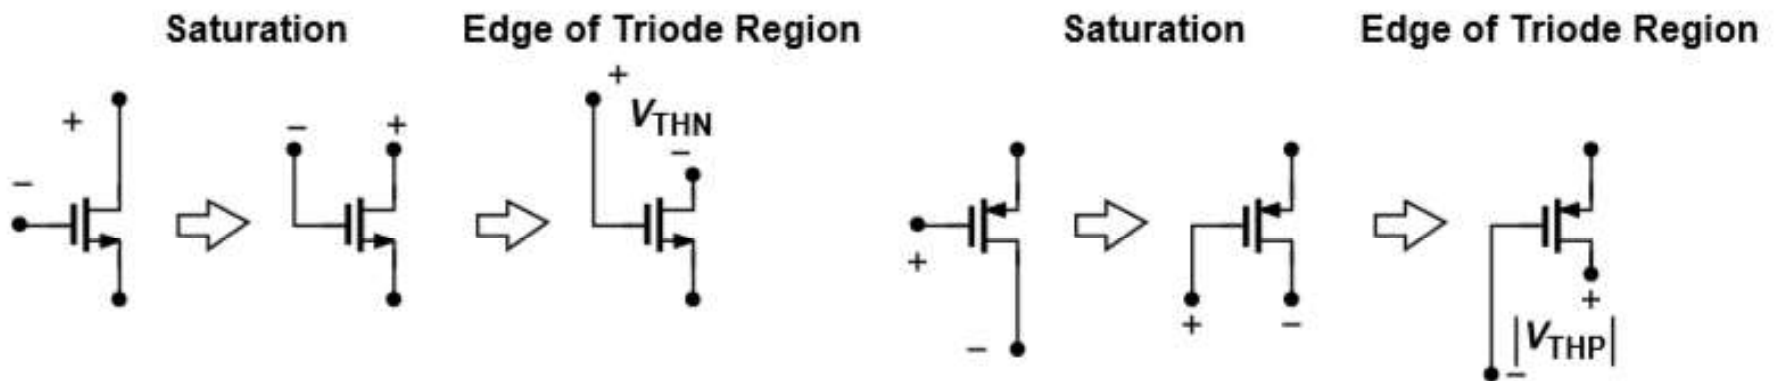 Saturation Edge of Triode Region Saturation Edge of Triode Region
+
V_THN
+ − + −
−
+ + − +
− |V_THP|
−